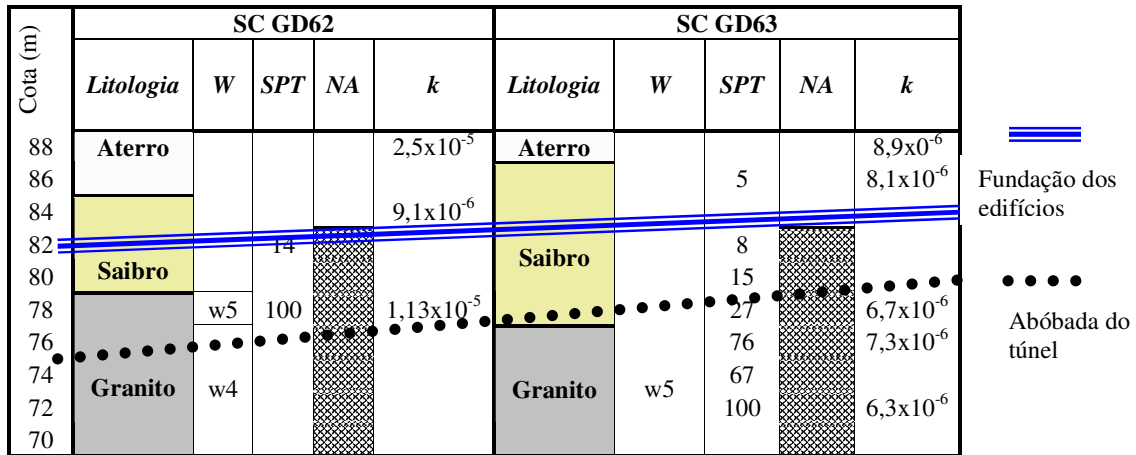 SC GD62 SC GD63
Cota (m) Litologia W SPT NA k Litologia W SPT NA k
88 Aterro 2,5x10-5 Aterro 8,9x0-6
86 5 8,1x10-6
84 9,1x10-6
82 14 8
80 Saibro Saibro 15
78 w5 100 1,13x10-5 27 6,7x10-6
76 76 7,3x10-6
74 67
Granito w4 Granito w5
72 100 6,3x10-6
70
Fundação dos
edifícios
Abóbada do
túnel